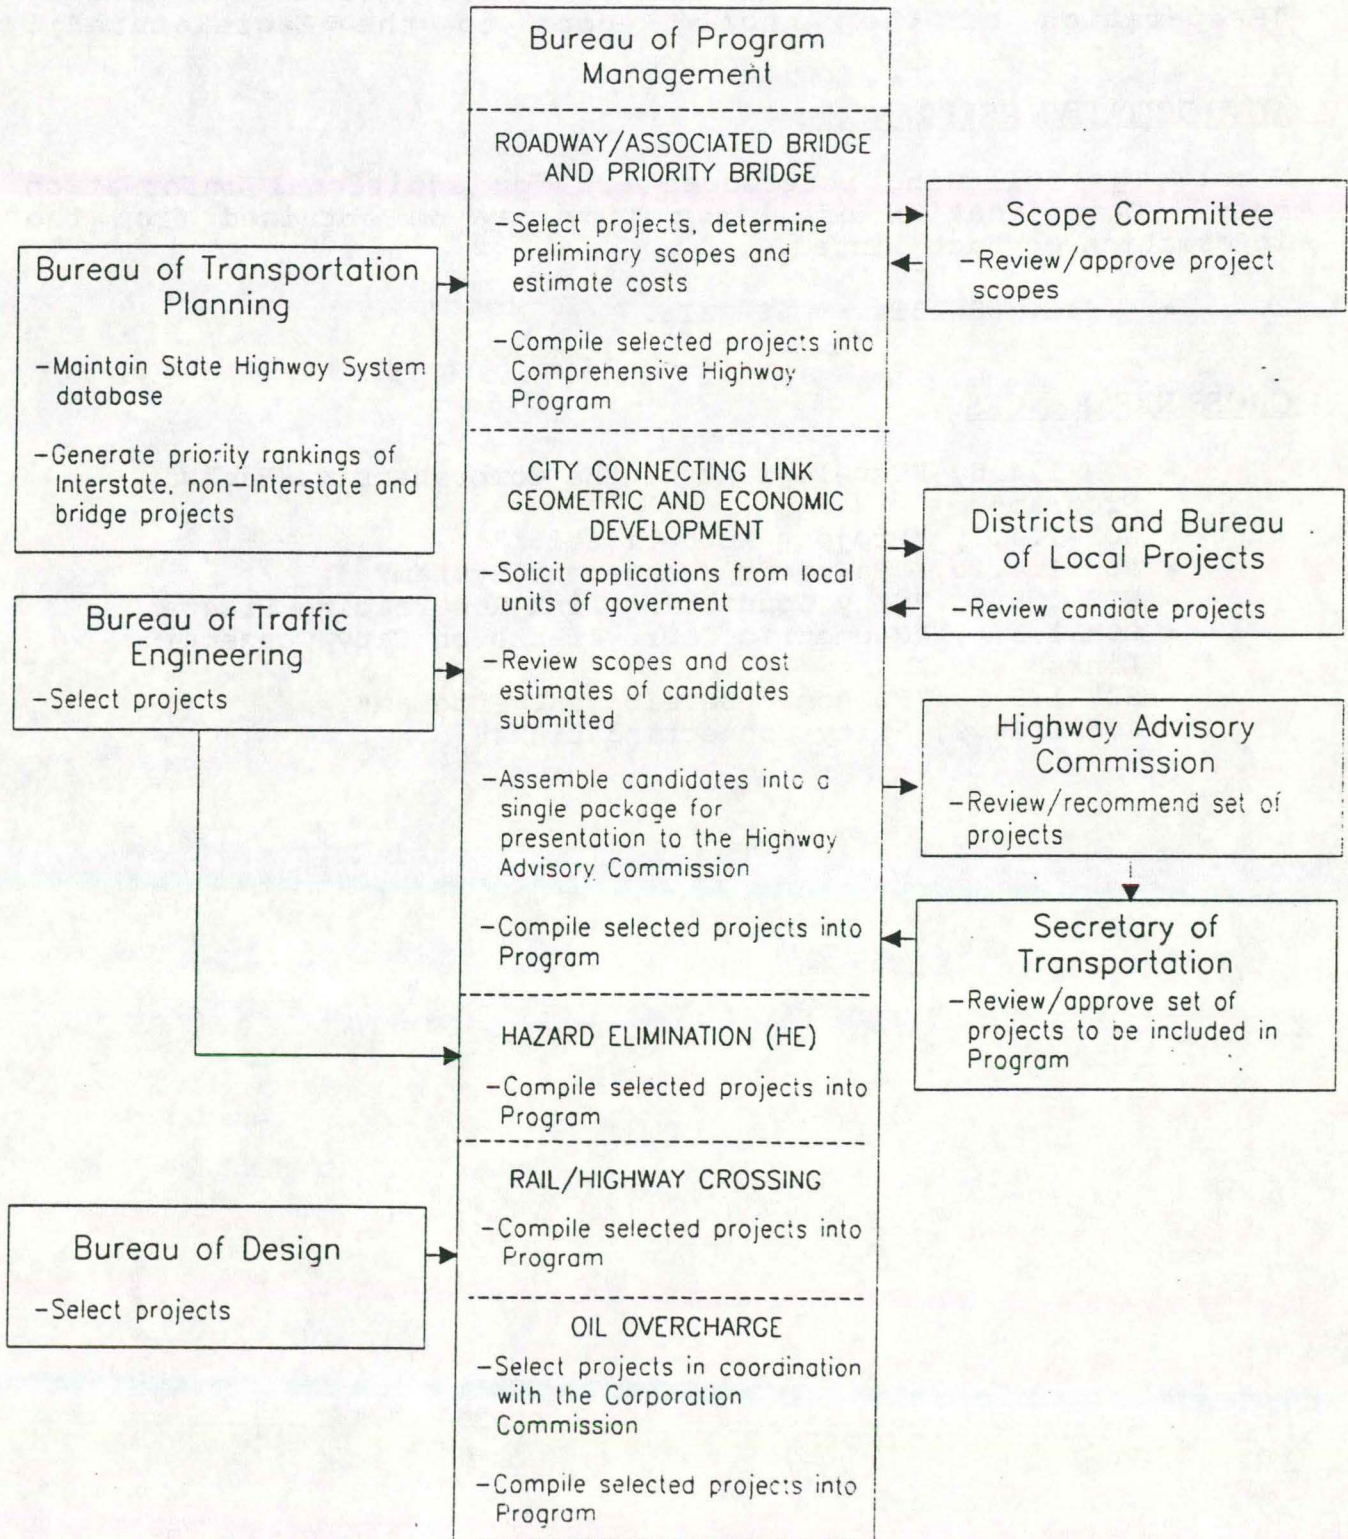 Bureau of Program
Management
ROADWAY/ASSOCIATED BRIDGE
AND PRIORITY BRIDGE
-Select projects, determine
preliminary scopes and
estimate costs
-Compile selected projects into
Comprehensive Highway
Program
Scope Committee
-Review/approve project
scopes
Bureau of Transportation
Planning
-Maintain State Highway System
database
-Generate priority rankings of
Interstate, non-Interstate and
bridge projects
CITY CONNECTING LINK
GEOMETRIC AND ECONOMIC
DEVELOPMENT
-Solicit applications from local
units of goverment
-Review scopes and cost
estimates of candidates
submitted
-Assemble candidates into a
single package for
presentation to the Highway
Advisory Commission
-Compile selected projects into
Program
Districts and Bureau
of Local Projects
-Review candiate projects
Bureau of Traffic
Engineering
-Select projects
Highway Advisory
Commission
-Review/recommend set of
projects
Secretary of
Transportation
-Review/approve set of
projects to be included in
Program
HAZARD ELIMINATION (HE)
-Compile selected projects into
Program
RAIL/HIGHWAY CROSSING
-Compile selected projects into
Program
Bureau of Design
-Select projects
OIL OVERCHARGE
-Select projects in coordination
with the Corporation
Commission
-Compile selected projects into
Program